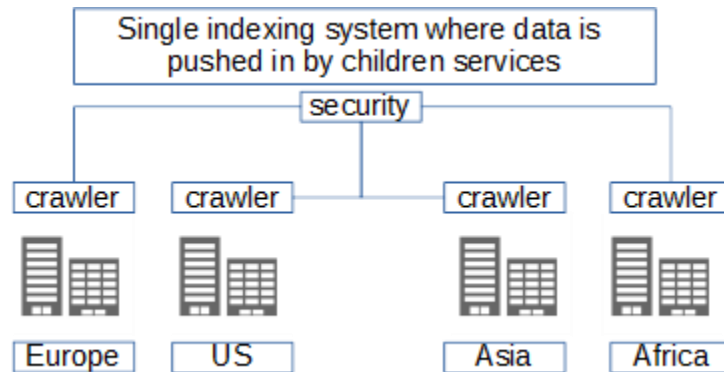 Single indexing system where data is
pushed in by children services
security
crawler
crawler
crawler
crawler
Europe
US
Asia
Africa